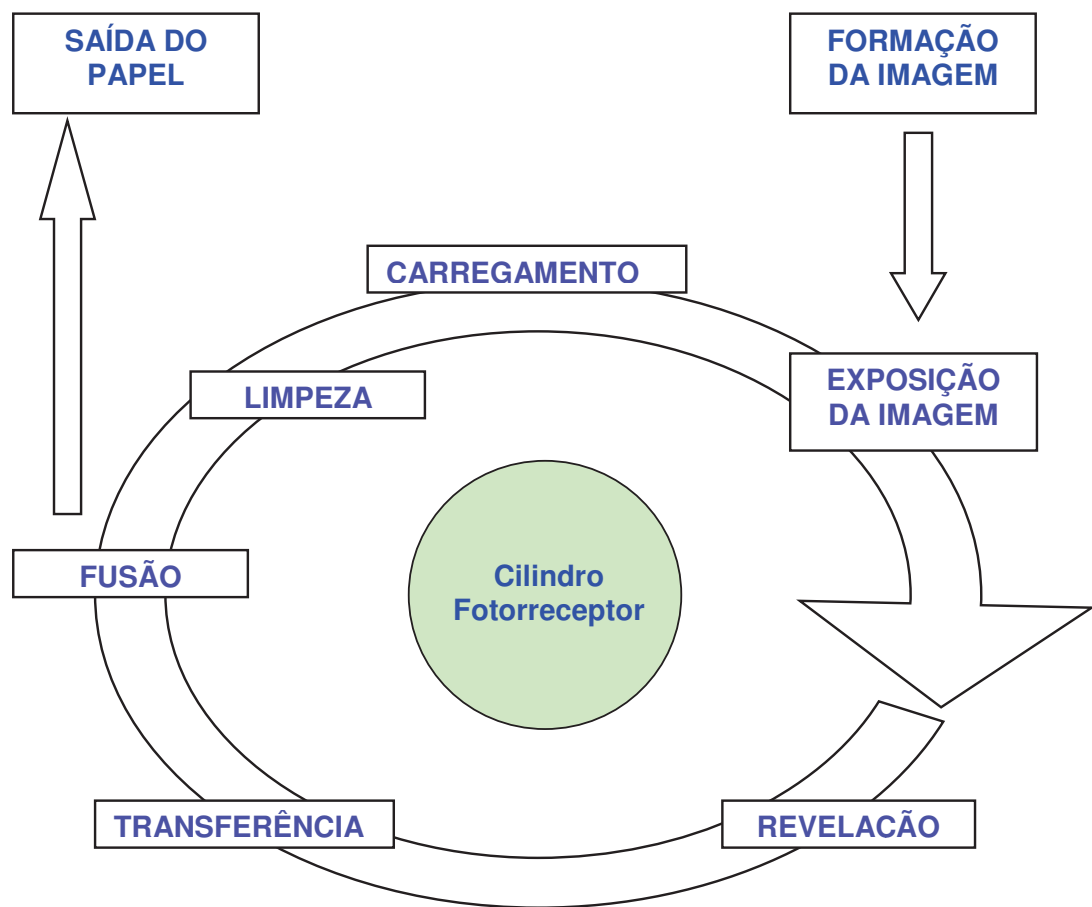 SAÍDA DO
PAPEL
FORMAÇÃO
DA IMAGEM
CARREGAMENTO
EXPOSIÇÃO
DA IMAGEM
LIMPEZA
FUSÃO
Cilindro
Fotorreceptor
TRANSFERÊNCIA
REVELACÃO